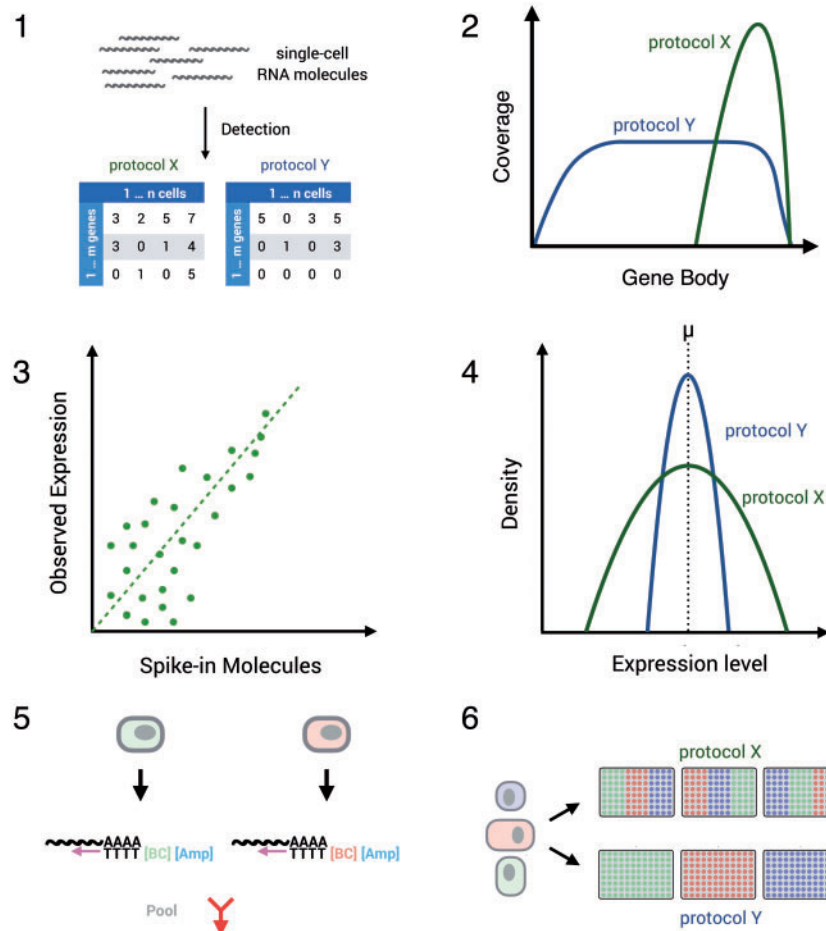 1
single-cell
RNA molecules
Detection
protocol X
protocol Y
1 ... n cells
1 ... n cells
1 ... m genes
3 2 5 7
3 0 1 4
0 1 0 5
1 ... m genes
5 0 3 5
0 1 0 3
0 0 0 0
2
protocol X
protocol Y
Coverage
Gene Body
3
Observed Expression
Spike-in Molecules
4
μ
protocol Y
protocol X
Density
Expression level
5
AAAA
TTTT [BC] [Amp]
AAAA
TTTT [BC] [Amp]
Pool
6
protocol X
protocol Y